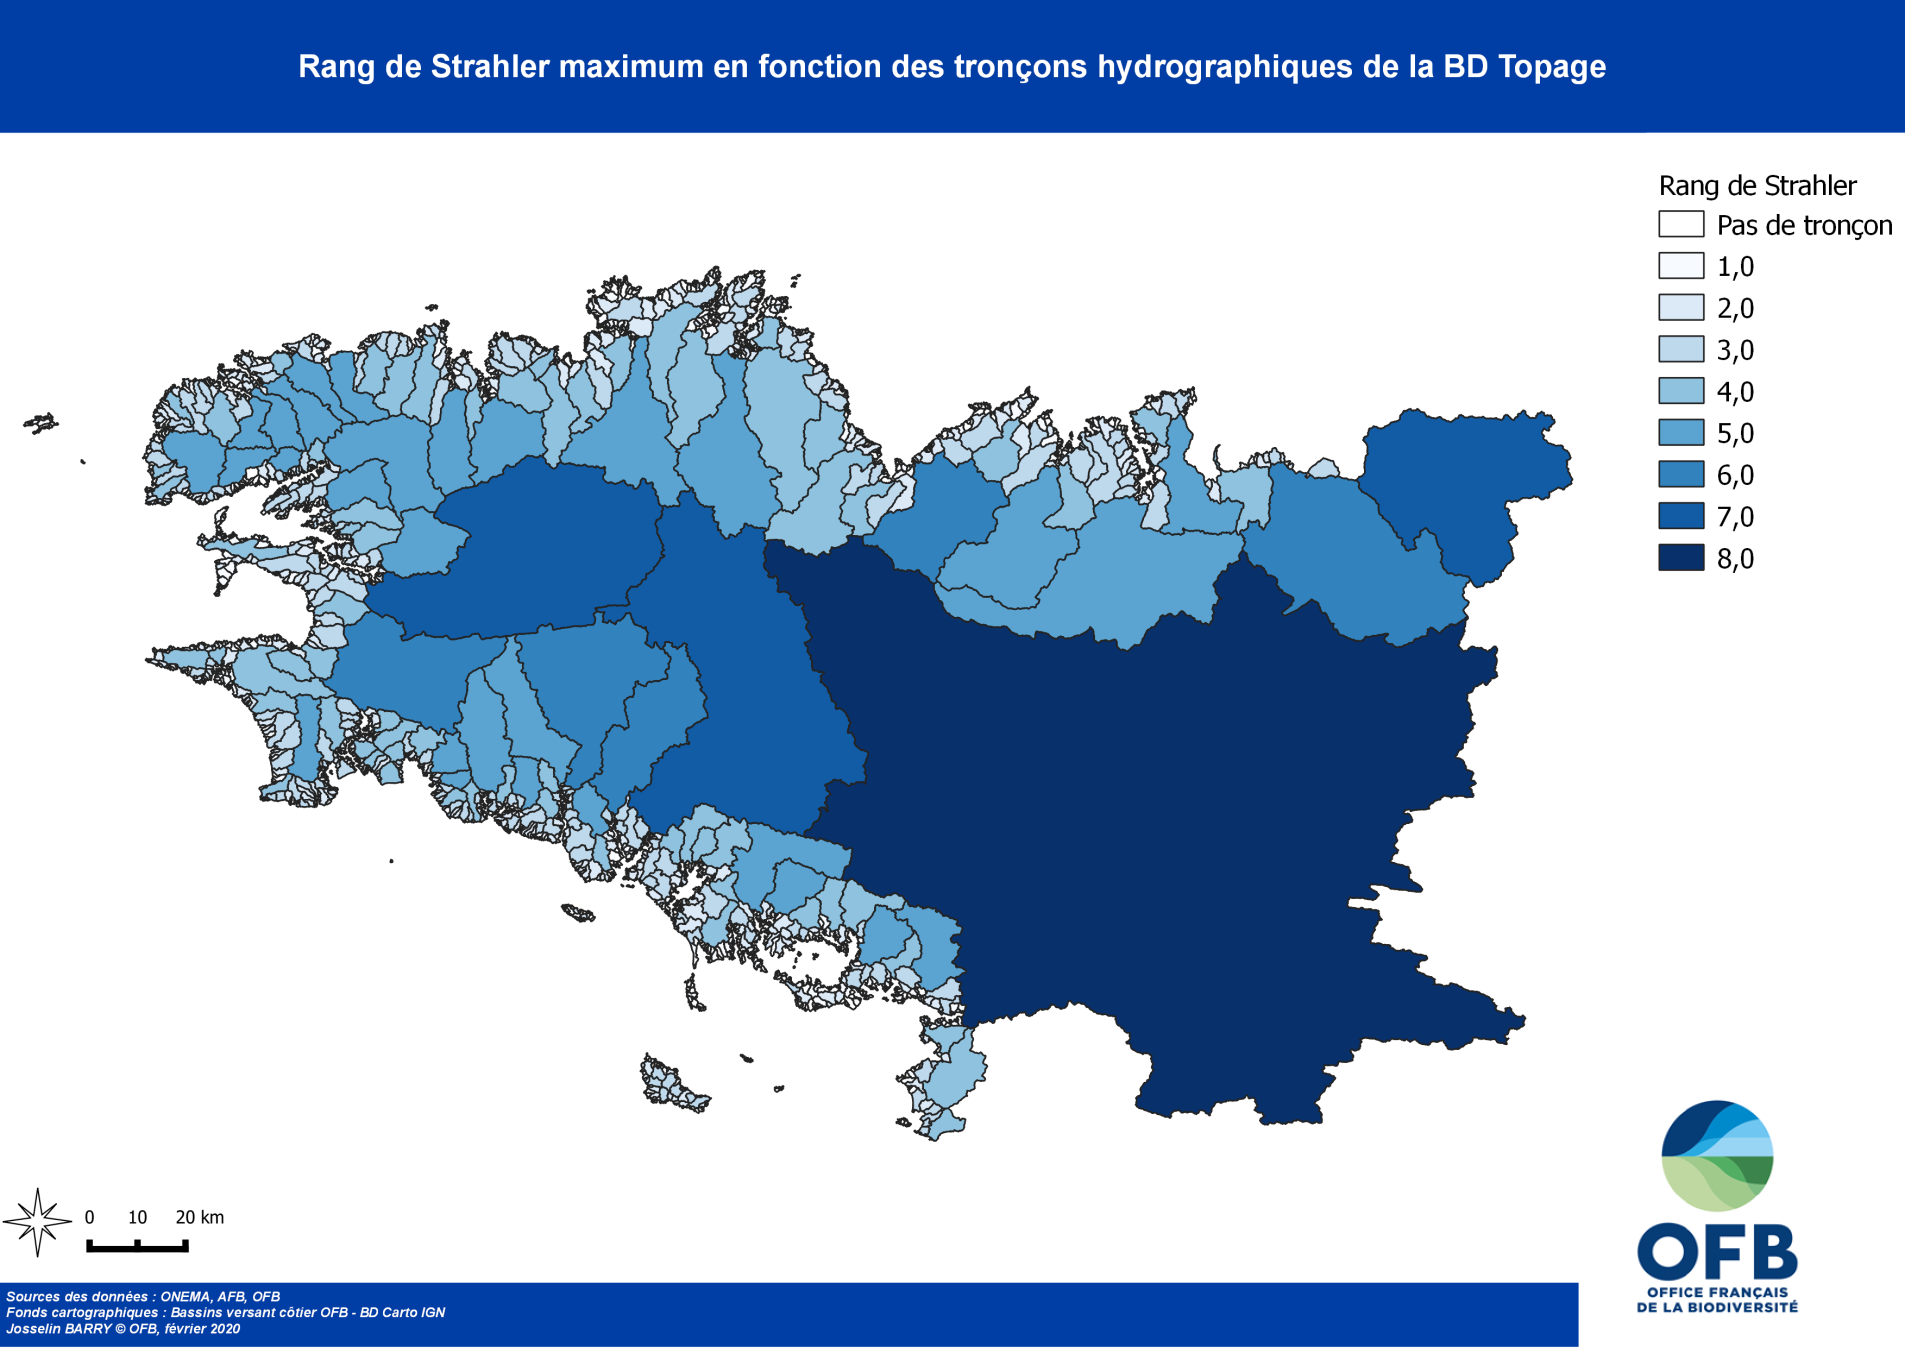 Rang de Strahler maximum en fonction des tronçons hydrographiques de la BD Topage
Rang de Strahler
Pas de tronçon
1,0
2,0
3,0
4,0
5,0
6,0
7,0
8,0
0 10 20 km
OFB
OFFICE FRANÇAIS
DE LA BIODIVERSITÉ
Sources des données : ONEMA, AFB, OFB
Fonds cartographiques : Bassins versant côtier OFB - BD Carto IGN
Josselin BARRY © OFB, février 2020